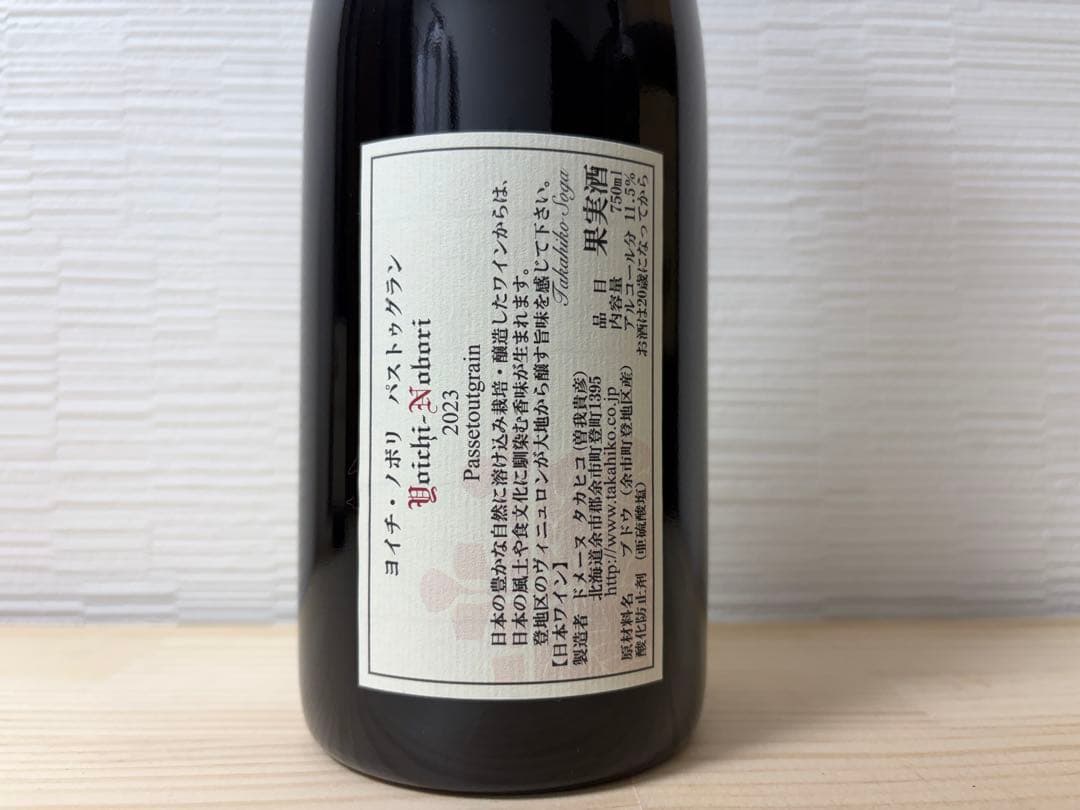 ヨイチ・ノボリ　パストゥグラン
Yoichi-Nobori
2023
Passetoutgrain
日本の豊かな自然に溶け込み栽培・醸造したワインからは、
日本の風土や食文化に馴染む香味が生まれます。
登地区のヴィニュロンが大地から醸す旨味を感じて下さい。
Takahiko Soga
【日本ワイン】
製造者 ドメーヌ タカヒコ(曽我貴彦)
北海道余市郡余市町登町1395
http://www.takahiko.co.jp
原材料名　ブドウ（余市町登地区産）
酸化防止剤（亜硫酸塩）
品　目　果実酒
内容量　750ml
アルコール分 11.5%
お酒は20歳になってから